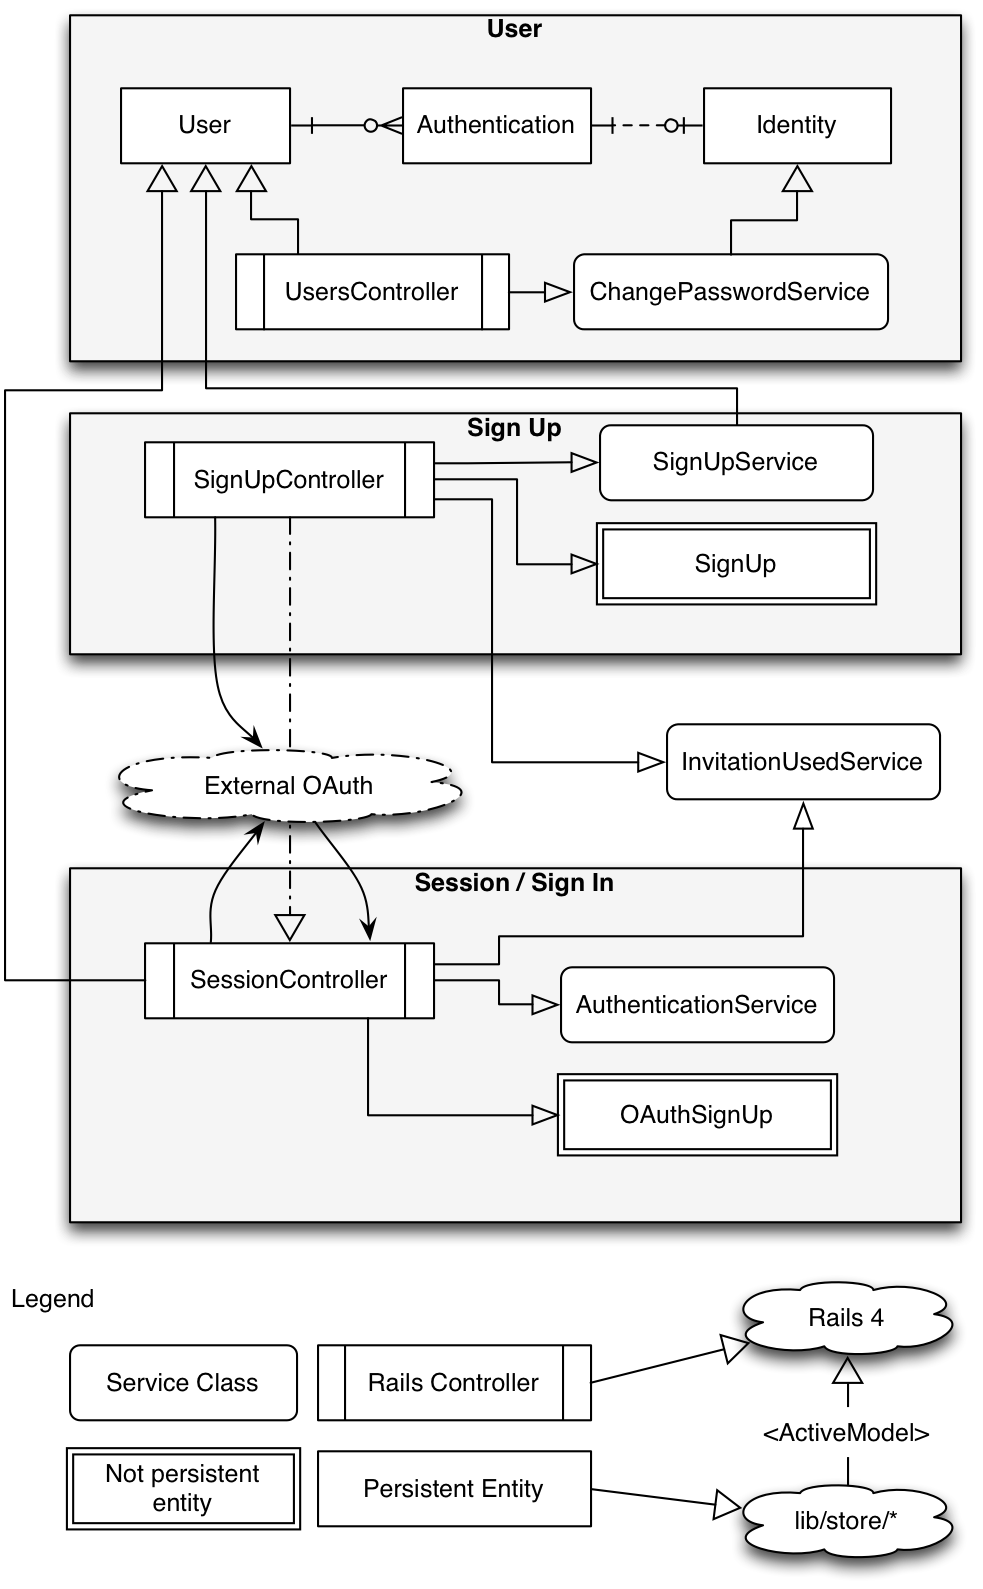 User
User
Authentication
Identity
UsersController
ChangePasswordService
Sign Up
SignUpController
SignUpService
SignUp
External OAuth
InvitationUsedService
Session / Sign In
SessionController
AuthenticationService
OAuthSignUp
Legend
Rails 4
Service Class
Rails Controller
<ActiveModel>
Not persistent
entity
Persistent Entity
lib/store/*